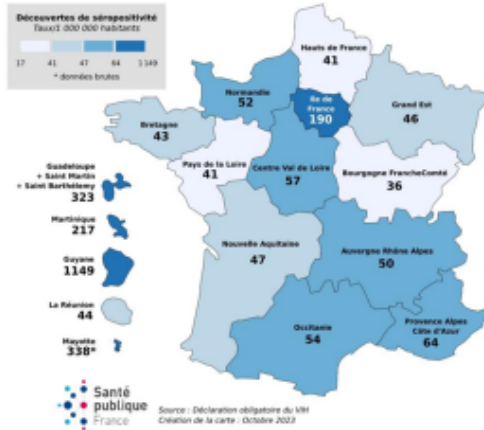 Découvertes de séropositivité
Taux/1 000 000 habitants
17 41 47 64 1 149
* données brutes
Hauts de France
41
Normandie
52
Ile de
France
190
Grand Est
46
Bretagne
43
Pays de la Loire
41
Centre Val de Loire
57
Bourgogne FrancheComté
36
Guadeloupe
+ Saint Martin
+ Saint Barthélemy
323
Martinique
217
Guyane
1149
La Réunion
44
Mayotte
338*
Nouvelle Aquitaine
47
Auvergne Rhône Alpes
50
Occitanie
54
Provence Alpes
Côte d'Azur
64
Santé
publique
France
Source : Déclaration obligatoire du VIH
Création de la carte : Octobre 2023